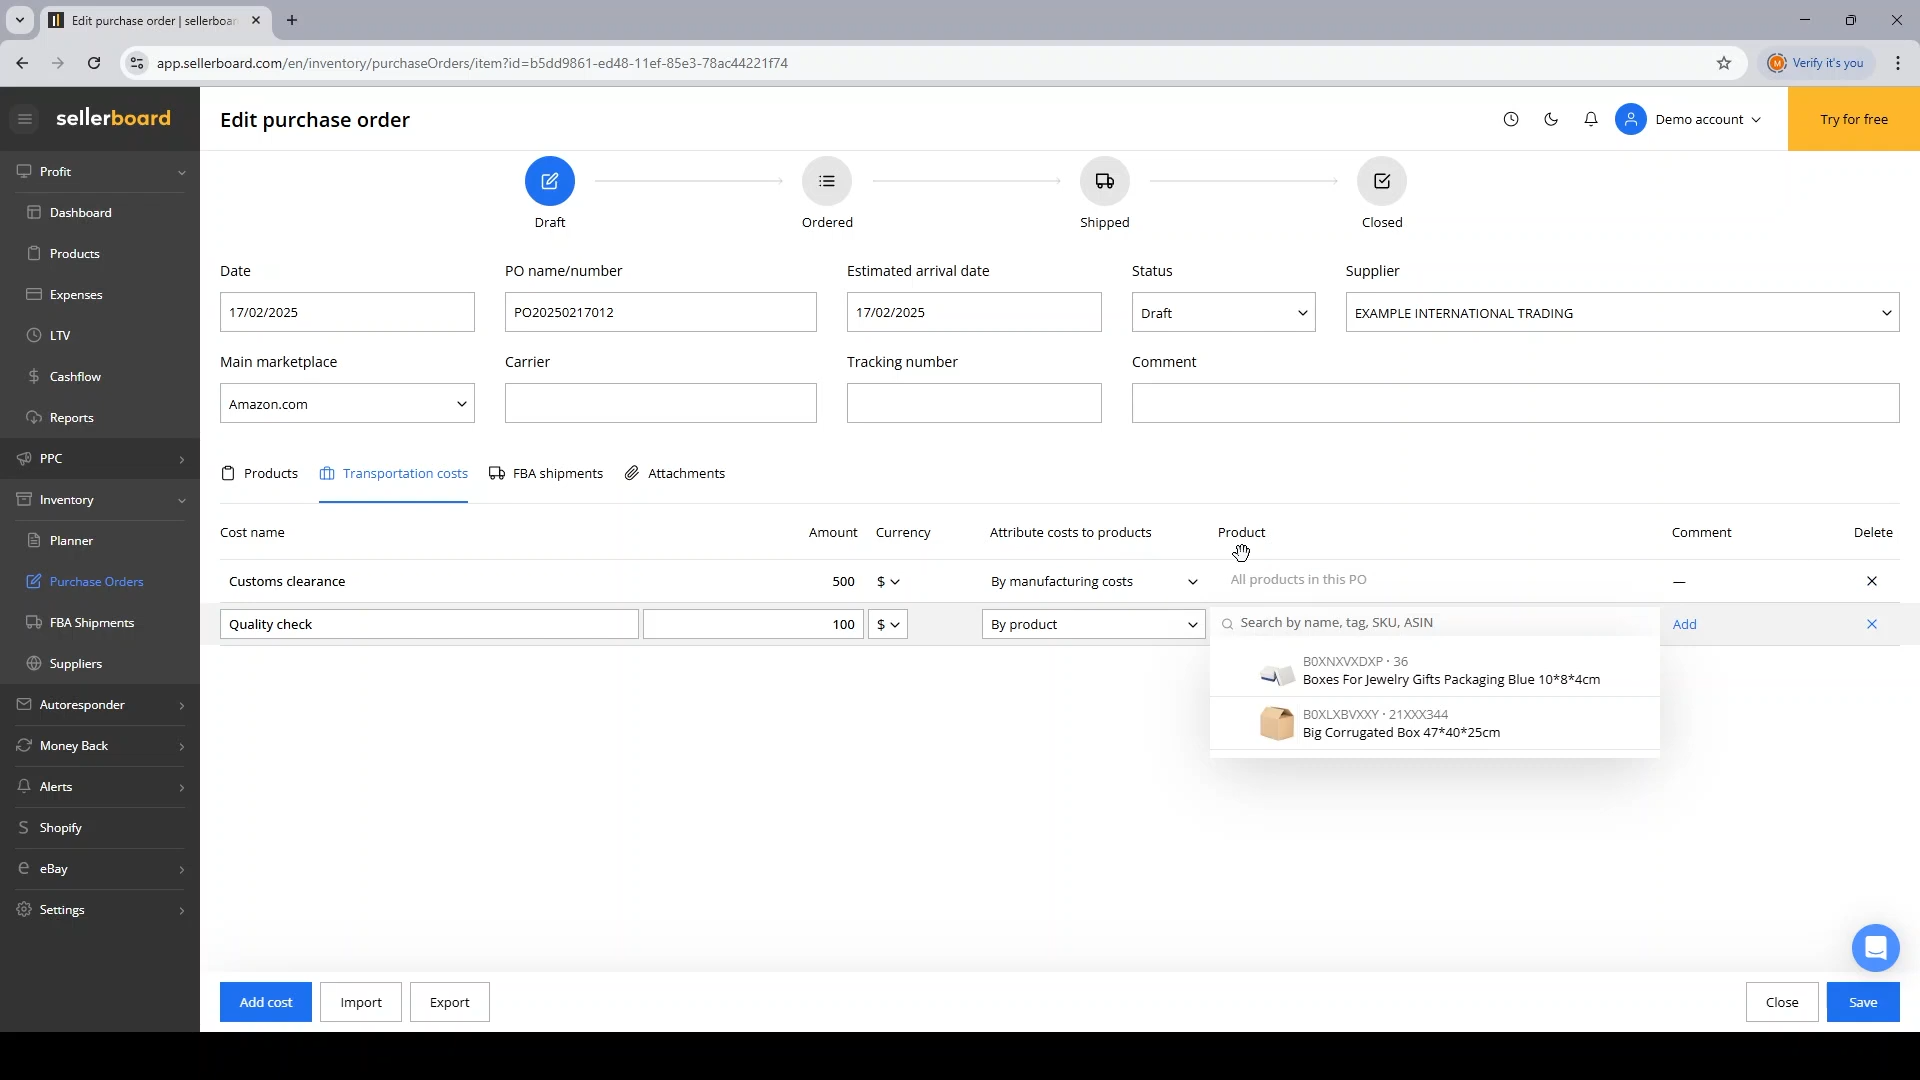 Edit purchase order | sellerboar
app.sellerboard.com/en/inventory/purchaseOrders/item?id=b5dd9861-ed48-11ef-85e3-78ac44221f74
M
Verify it's you
sellerboard
Edit purchase order
Demo account
Try for free
Profit
Dashboard
Products
Expenses
LTV
Cashflow
Reports
PPC
Inventory
Planner
Purchase Orders
FBA Shipments
Suppliers
Autoresponder
Money Back
Alerts
Shopify
eBay
Settings
Draft
Ordered
Shipped
Closed
Date
PO name/number
Estimated arrival date
Status
Supplier
17/02/2025
PO20250217012
17/02/2025
Draft
EXAMPLE INTERNATIONAL TRADING
Main marketplace
Carrier
Tracking number
Comment
Amazon.com
Products
Transportation costs
FBA shipments
Attachments
Cost name
Amount
Currency
Attribute costs to products
Product
Comment
Delete
Customs clearance
500
$
By manufacturing costs
All products in this PO
—
Quality check
100
$
By product
Search by name, tag, SKU, ASIN
Add
B0XNXVXDXP · 36
Boxes For Jewelry Gifts Packaging Blue 10*8*4cm
B0XLXBVXXY · 21XXX344
Big Corrugated Box 47*40*25cm
Add cost
Import
Export
Close
Save